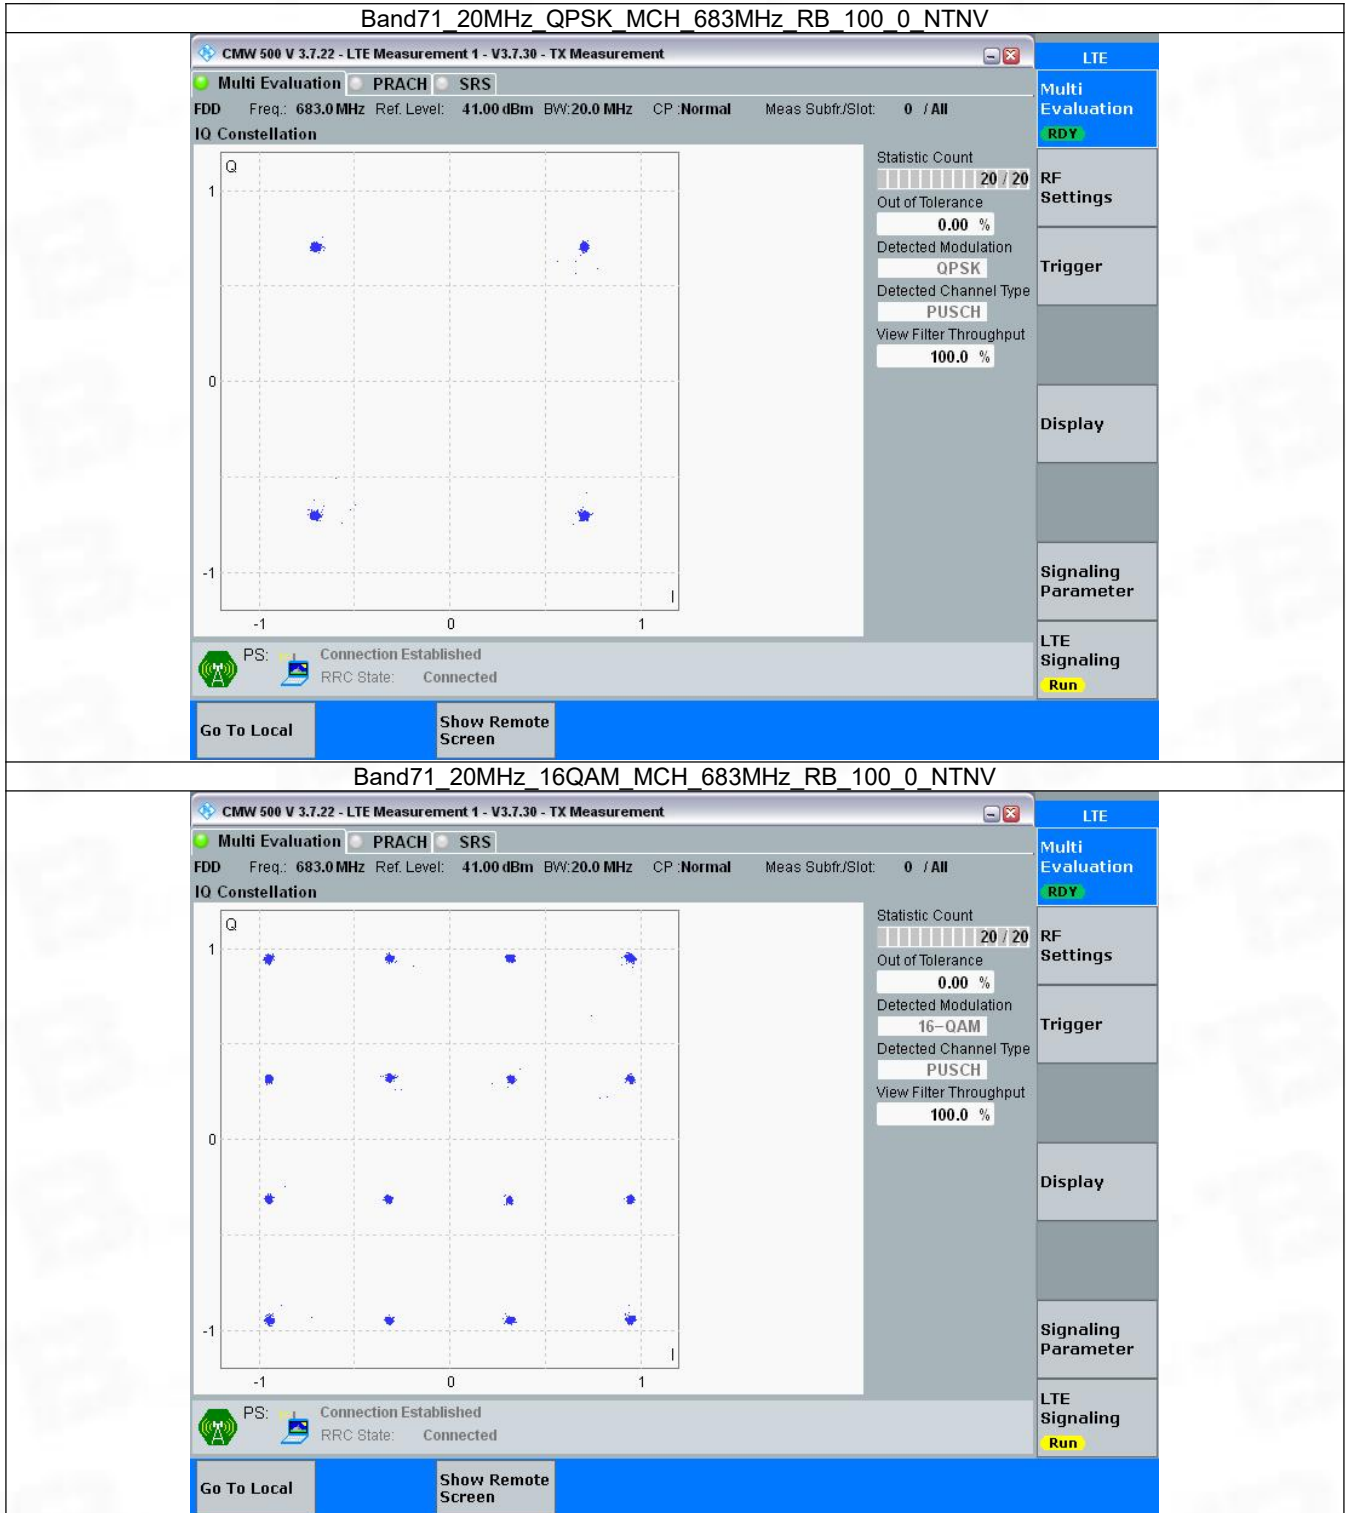 Band71_20MHz_QPSK_MCH_683MHz_RB_100_0_NTNV
CMW 500 V 3.7.22 - LTE Measurement 1 - V3.7.30 - TX Measurement
LTE
Multi Evaluation PRACH SRS
Multi
Evaluation
RDY
FDD Freq.: 683.0 MHz Ref. Level: 41.00 dBm BW:20.0 MHz CP :Normal Meas Subfr./Slot: 0 / All
IQ Constellation
Q
1
0
-1
I
-1 0 1
Statistic Count
20 / 20
Out of Tolerance
0.00 %
Detected Modulation
QPSK
Detected Channel Type
PUSCH
View Filter Throughput
100.0 %
RF
Settings
Trigger
Display
Signaling
Parameter
LTE
Signaling
Run
PS: Connection Established
RRC State: Connected
Go To Local
Show Remote
Screen
Band71_20MHz_16QAM_MCH_683MHz_RB_100_0_NTNV
CMW 500 V 3.7.22 - LTE Measurement 1 - V3.7.30 - TX Measurement
LTE
Multi Evaluation PRACH SRS
Multi
Evaluation
RDY
FDD Freq.: 683.0 MHz Ref. Level: 41.00 dBm BW:20.0 MHz CP :Normal Meas Subfr./Slot: 0 / All
IQ Constellation
Q
1
0
-1
I
-1 0 1
Statistic Count
20 / 20
Out of Tolerance
0.00 %
Detected Modulation
16-QAM
Detected Channel Type
PUSCH
View Filter Throughput
100.0 %
RF
Settings
Trigger
Display
Signaling
Parameter
LTE
Signaling
Run
PS: Connection Established
RRC State: Connected
Go To Local
Show Remote
Screen